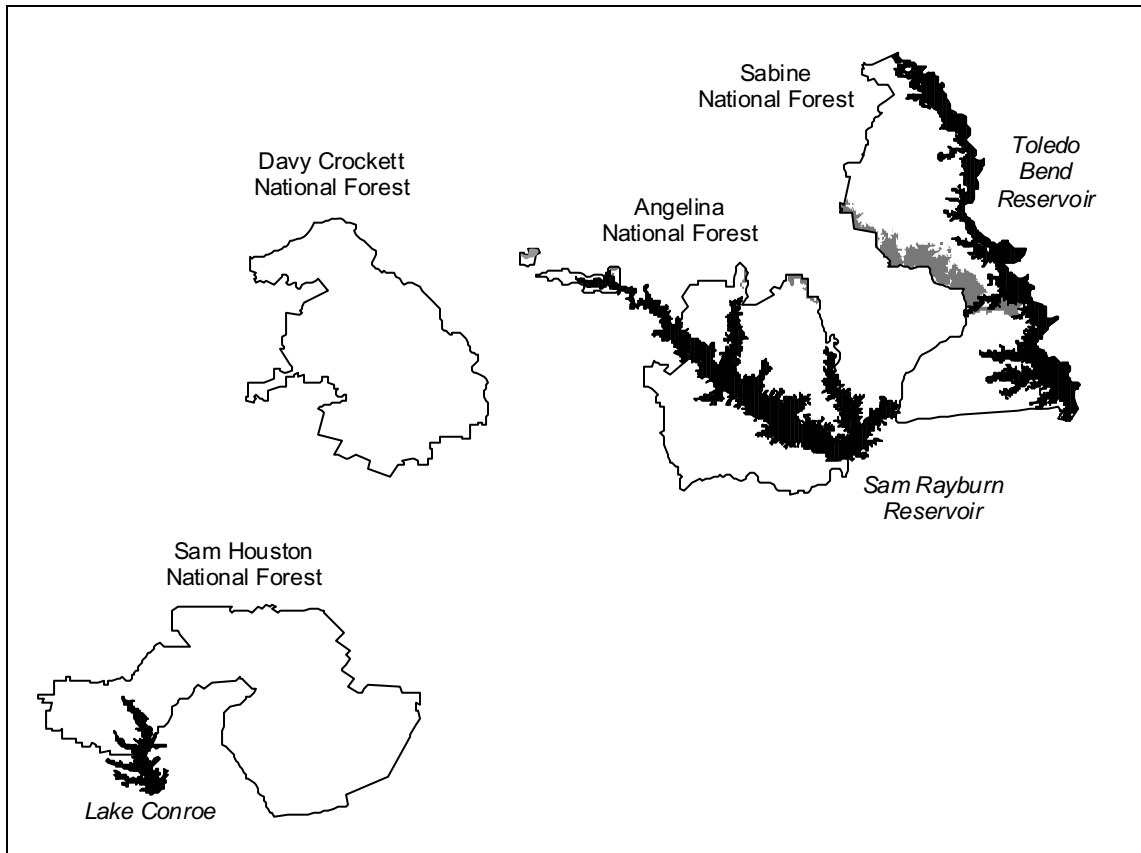 Sabine
National Forest
Toledo
Bend
Reservoir
Davy Crockett
National Forest
Angelina
National Forest
Sam Rayburn
Reservoir
Sam Houston
National Forest
Lake Conroe